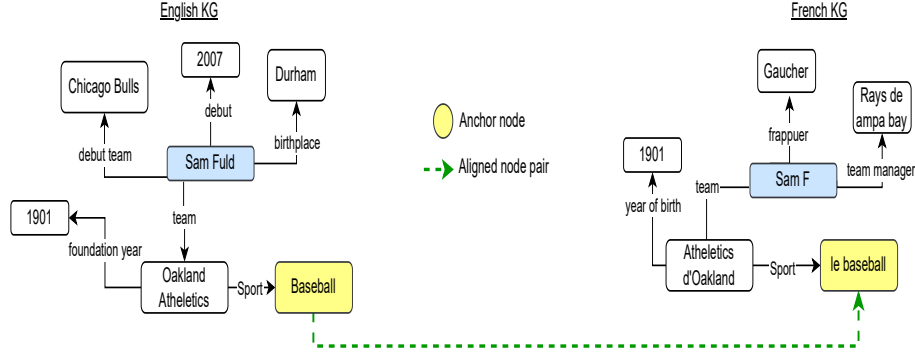 English KG
French KG
2007
Chicago Bulls
Durham
debut
debut team
birthplace
Sam Fuld
team
1901
foundation year
Oakland
Atheletics
Sport
Baseball
Anchor node
Aligned node pair
Gaucher
Rays de
ampa bay
frappuer
1901
team manager
Sam F
team
year of birth
Atheletics
d'Oakland
Sport
le baseball